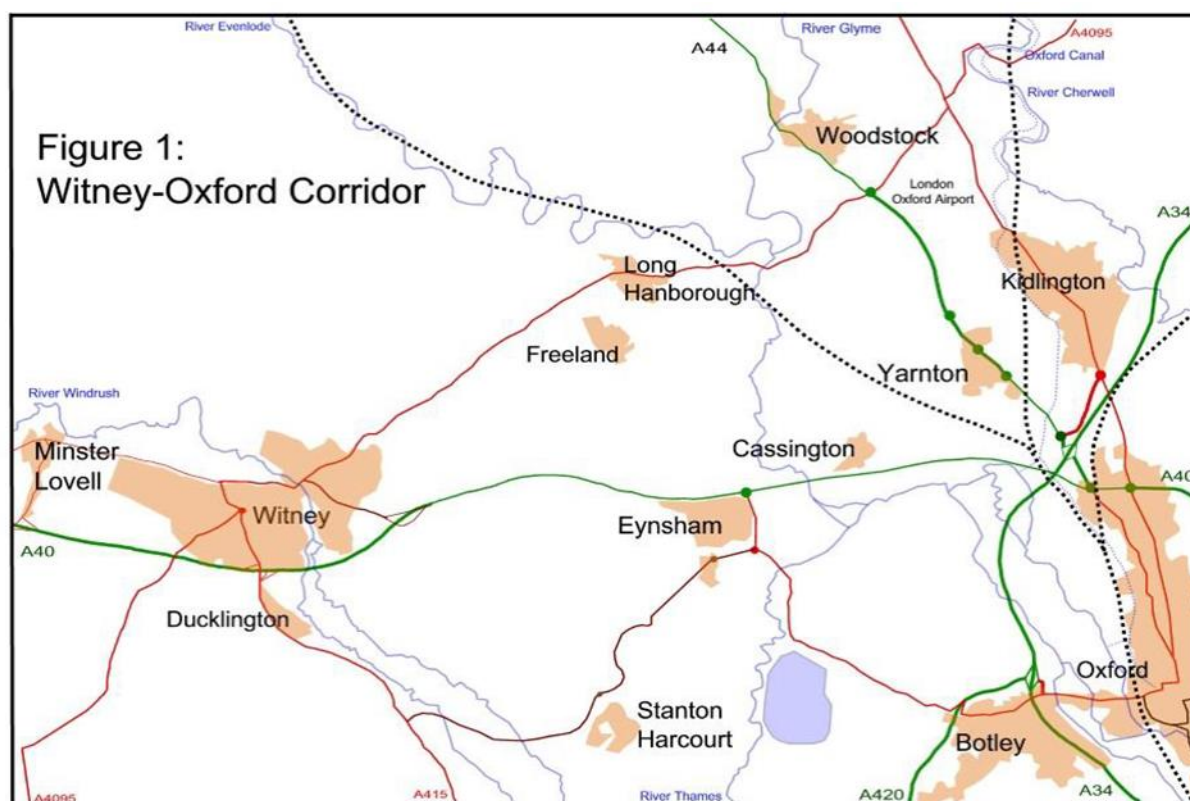 River Evenlode
A44
River Glyme
A4095
Oxford Canal
River Cherwell
Figure 1:
Witney-Oxford Corridor
Woodstock
London
Oxford Airport
A34
Long
Hanborough
Kidlington
Freeland
Yarnton
River Windrush
Minster
Lovell
Cassington
Witney
Eynsham
A40
A40
Ducklington
Oxford
Stanton
Harcourt
Botley
A4095
A415
River Thames
A420
A34